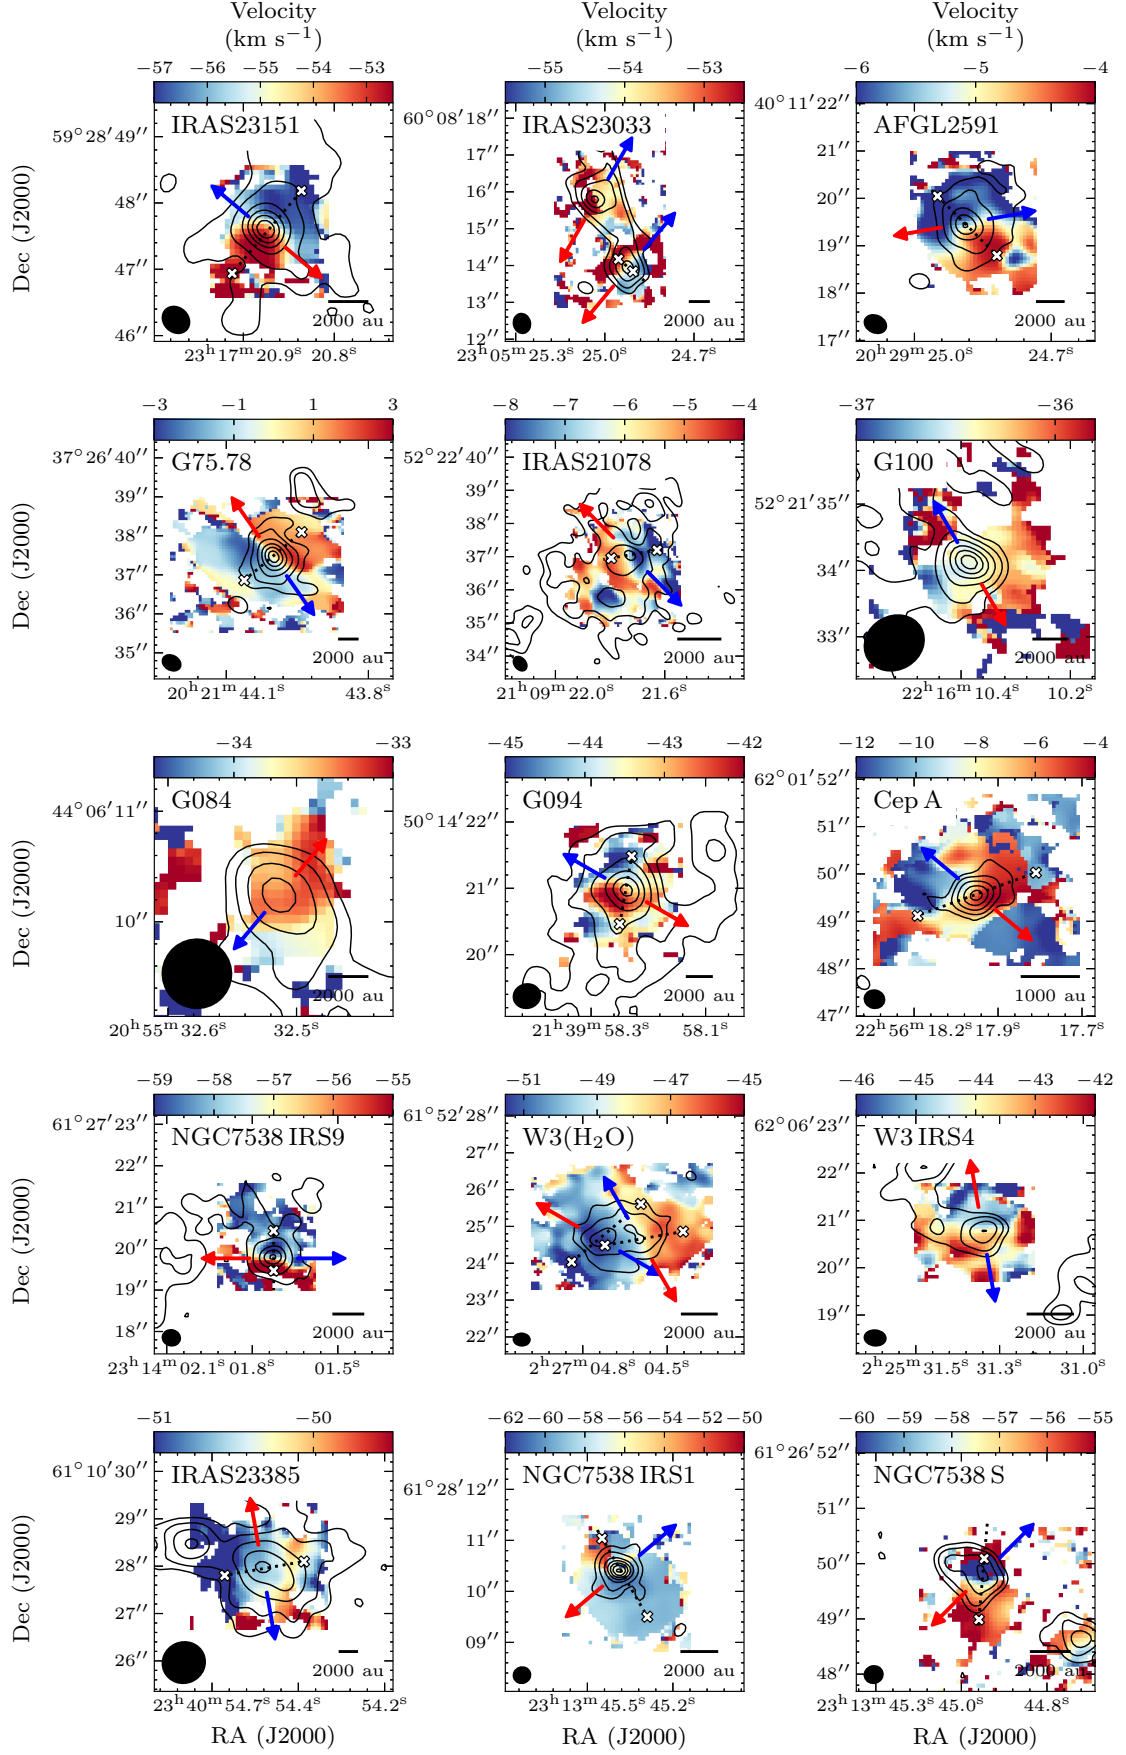 Velocity Velocity Velocity
(km s⁻¹) (km s⁻¹) (km s⁻¹)
−57 −56 −55 −54 −53 −55 −54 −53 −6 −5 −4
IRAS23151 IRAS23033 AFGL2591
59°28′49′′ 48′′ 47′′ 46′′
60°08′18′′ 17′′ 16′′ 15′′ 14′′ 13′′ 12′′
40°11′22′′ 21′′ 20′′ 19′′ 18′′ 17′′
Dec (J2000)
2000 au 2000 au 2000 au
23ʰ17ᵐ20.9ˢ 20.8ˢ 23ʰ05ᵐ25.3ˢ 25.0ˢ 24.7ˢ 20ʰ29ᵐ25.0ˢ 24.7ˢ
−3 −1 1 3 −8 −7 −6 −5 −4 −37 −36
G75.78 IRAS21078 G100
37°26′40′′ 39′′ 38′′ 37′′ 36′′ 35′′
52°22′40′′ 39′′ 38′′ 37′′ 36′′ 35′′ 34′′
52°21′35′′ 34′′ 33′′
Dec (J2000)
2000 au 2000 au 2000 au
20ʰ21ᵐ44.1ˢ 43.8ˢ 21ʰ09ᵐ22.0ˢ 21.6ˢ 22ʰ16ᵐ10.4ˢ 10.2ˢ
−34 −33 −45 −44 −43 −42 −12 −10 −8 −6 −4
G084 G094 Cep A
44°06′11′′ 10′′
50°14′22′′ 21′′ 20′′
62°01′52′′ 51′′ 50′′ 49′′ 48′′ 47′′
Dec (J2000)
2000 au 2000 au 1000 au
20ʰ55ᵐ32.6ˢ 32.5ˢ 21ʰ39ᵐ58.3ˢ 58.1ˢ 22ʰ56ᵐ18.2ˢ 17.9ˢ 17.7ˢ
−59 −58 −57 −56 −55 −51 −49 −47 −45 −46 −45 −44 −43 −42
NGC7538 IRS9 W3(H₂O) W3 IRS4
61°27′23′′ 22′′ 21′′ 20′′ 19′′ 18′′
61°52′28′′ 27′′ 26′′ 25′′ 24′′ 23′′ 22′′
62°06′23′′ 22′′ 21′′ 20′′ 19′′
Dec (J2000)
2000 au 2000 au 2000 au
23ʰ14ᵐ02.1ˢ 01.8ˢ 01.5ˢ 2ʰ27ᵐ04.8ˢ 04.5ˢ 2ʰ25ᵐ31.5ˢ 31.3ˢ 31.0ˢ
−51 −50 −62 −60 −58 −56 −54 −52 −50 −60 −59 −58 −57 −56 −55
IRAS23385 NGC7538 IRS1 NGC7538 S
61°10′30′′ 29′′ 28′′ 27′′ 26′′
61°28′12′′ 11′′ 10′′ 09′′
61°26′52′′ 51′′ 50′′ 49′′ 48′′
Dec (J2000)
2000 au 2000 au 2000 au
23ʰ40ᵐ54.7ˢ 54.4ˢ 54.2ˢ 23ʰ13ᵐ45.5ˢ 45.2ˢ 23ʰ13ᵐ45.3ˢ 45.0ˢ 44.8ˢ
RA (J2000) RA (J2000) RA (J2000)